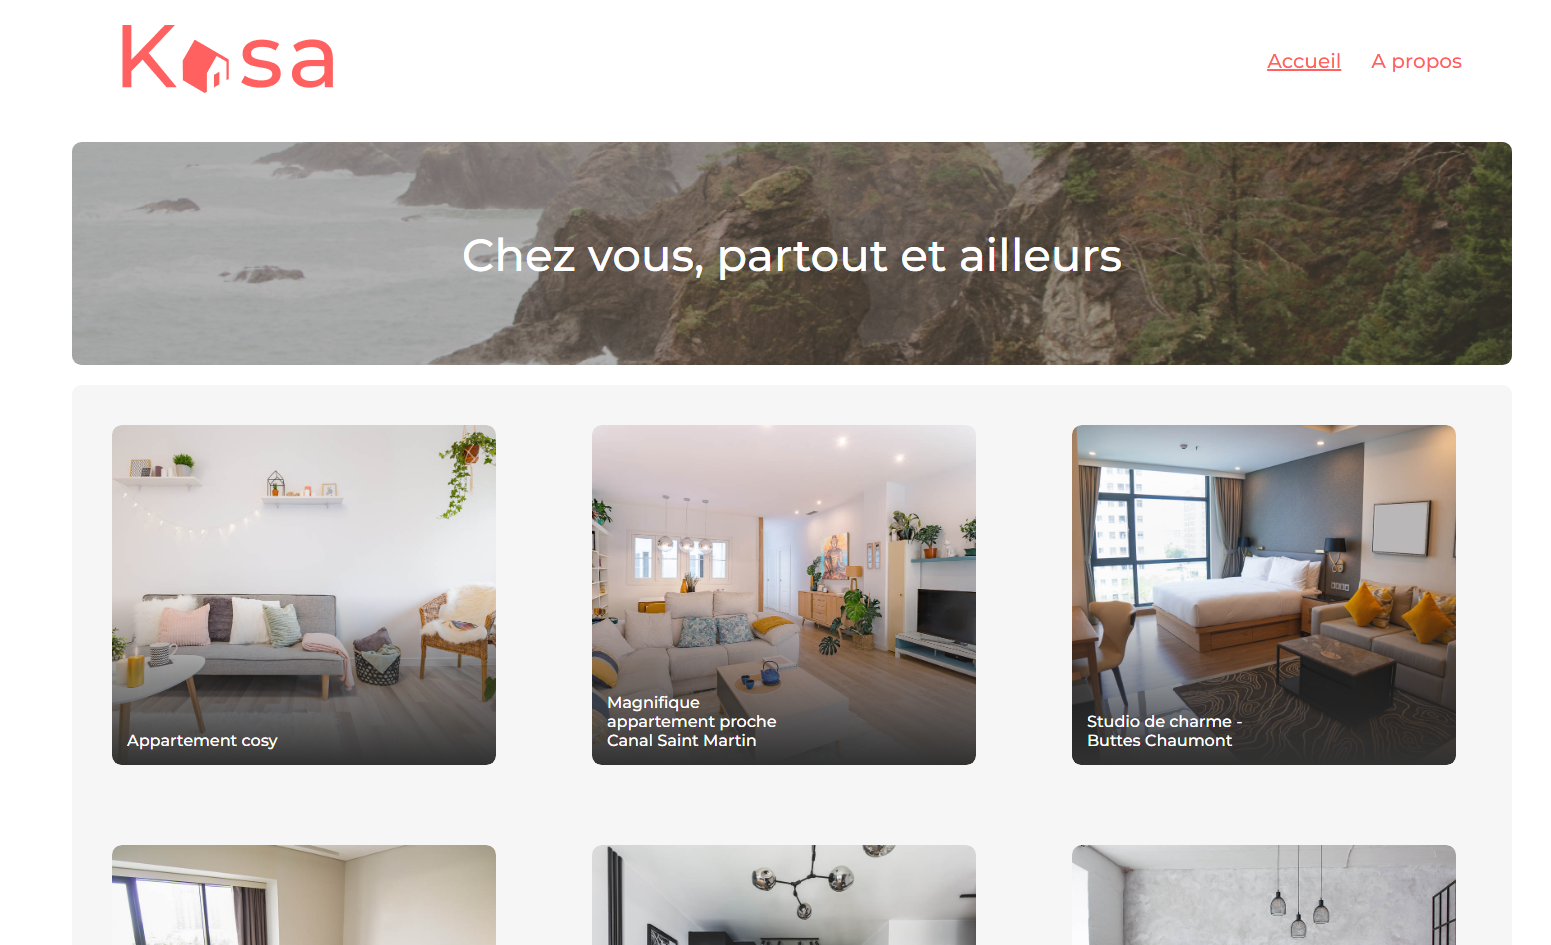 Kasa
Accueil
A propos
Chez vous, partout et ailleurs
Appartement cosy
Magnifique
appartement proche
Canal Saint Martin
Studio de charme -
Buttes Chaumont